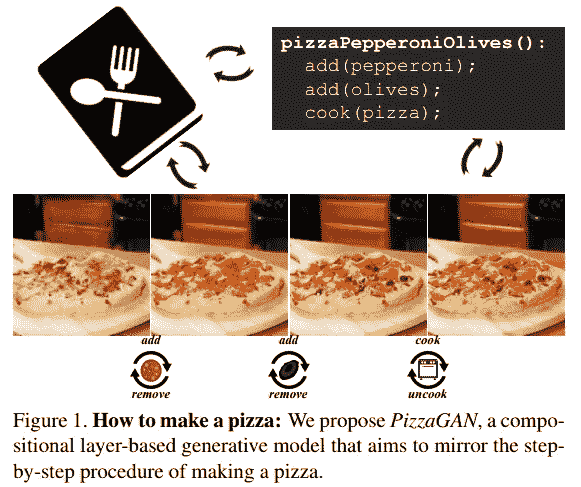 pizzaPepperoniOlives():
add(pepperoni);
add(olives);
cook(pizza);
add
add
cook
remove
remove
uncook
Figure 1. How to make a pizza: We propose PizzaGAN, a compo-
sitional layer-based generative model that aims to mirror the step-
by-step procedure of making a pizza.